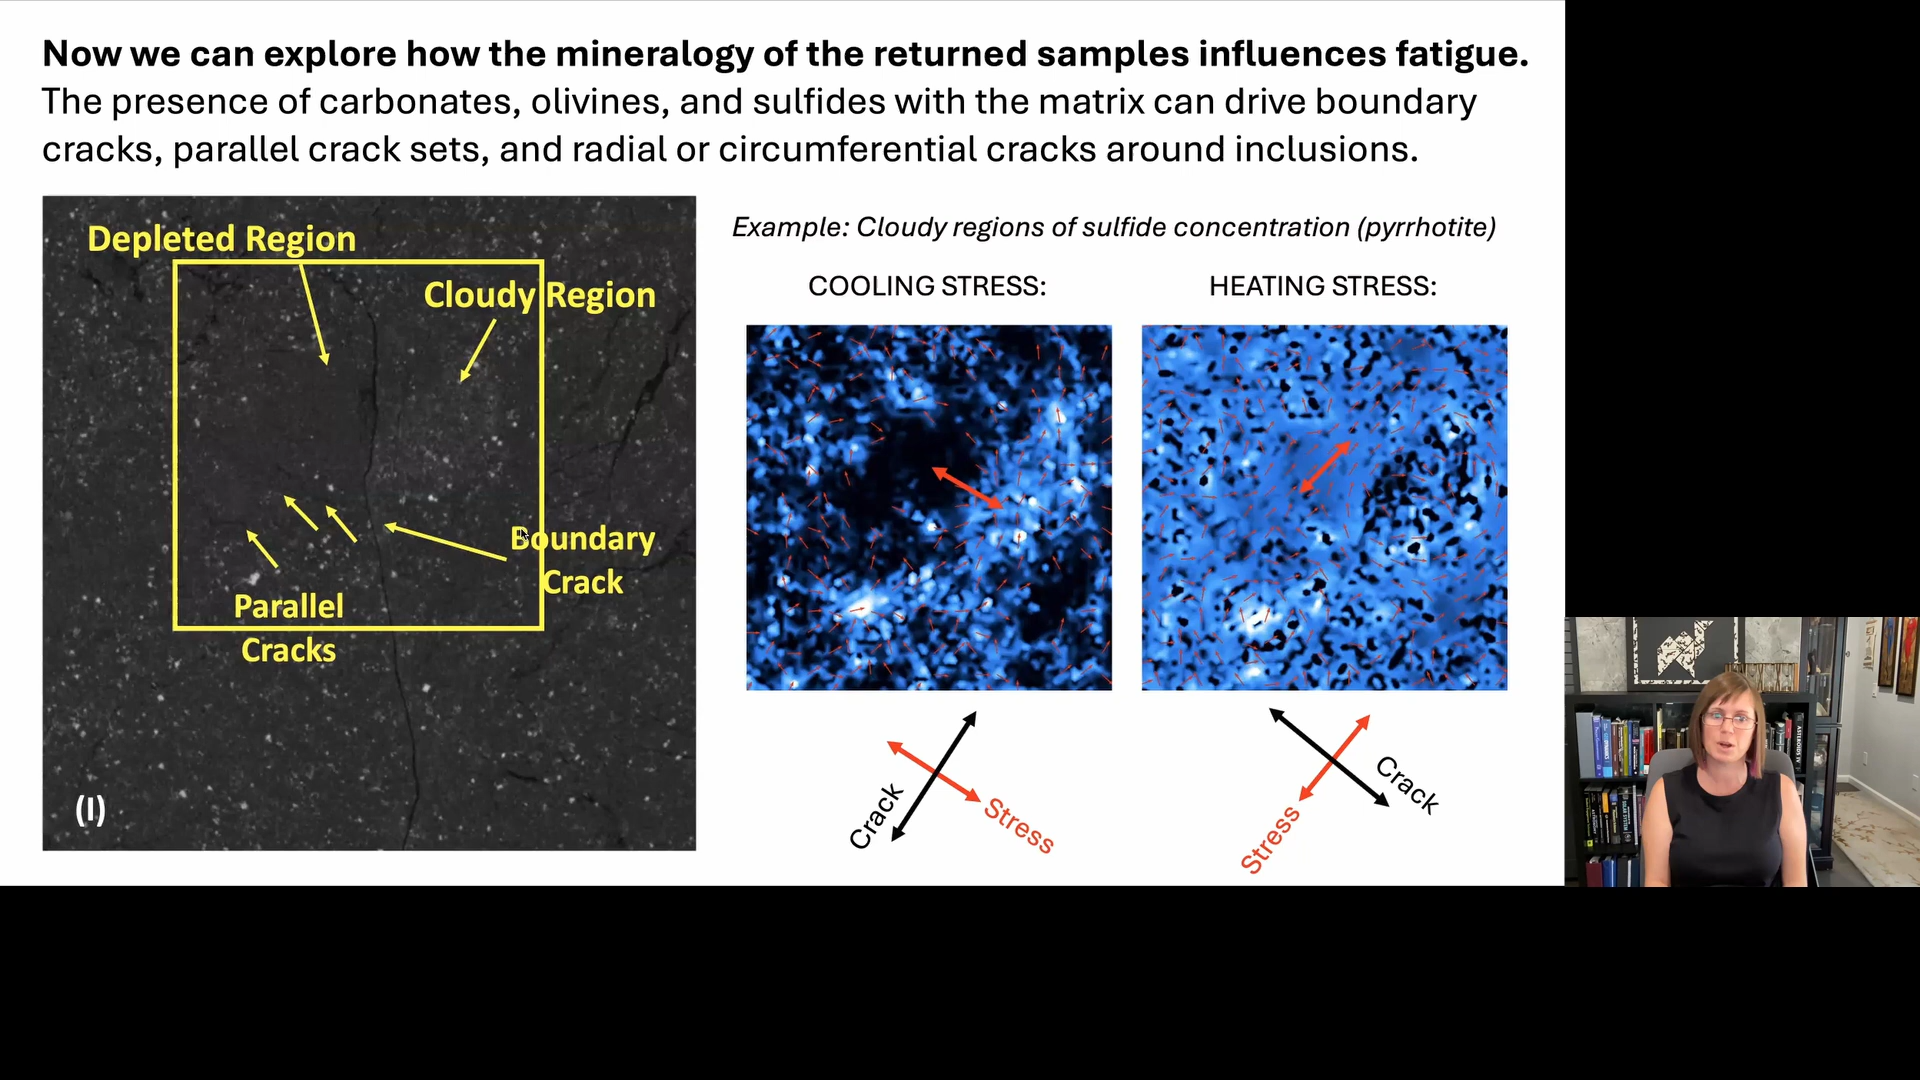 Now we can explore how the mineralogy of the returned samples influences fatigue.
The presence of carbonates, olivines, and sulfides with the matrix can drive boundary
cracks, parallel crack sets, and radial or circumferential cracks around inclusions.
Depleted Region
Cloudy Region
Boundary
Crack
Parallel
Cracks
(I)
Example: Cloudy regions of sulfide concentration (pyrrhotite)
COOLING STRESS:
HEATING STRESS:
Crack
Stress
Stress
Crack
ASTEROIDS IV